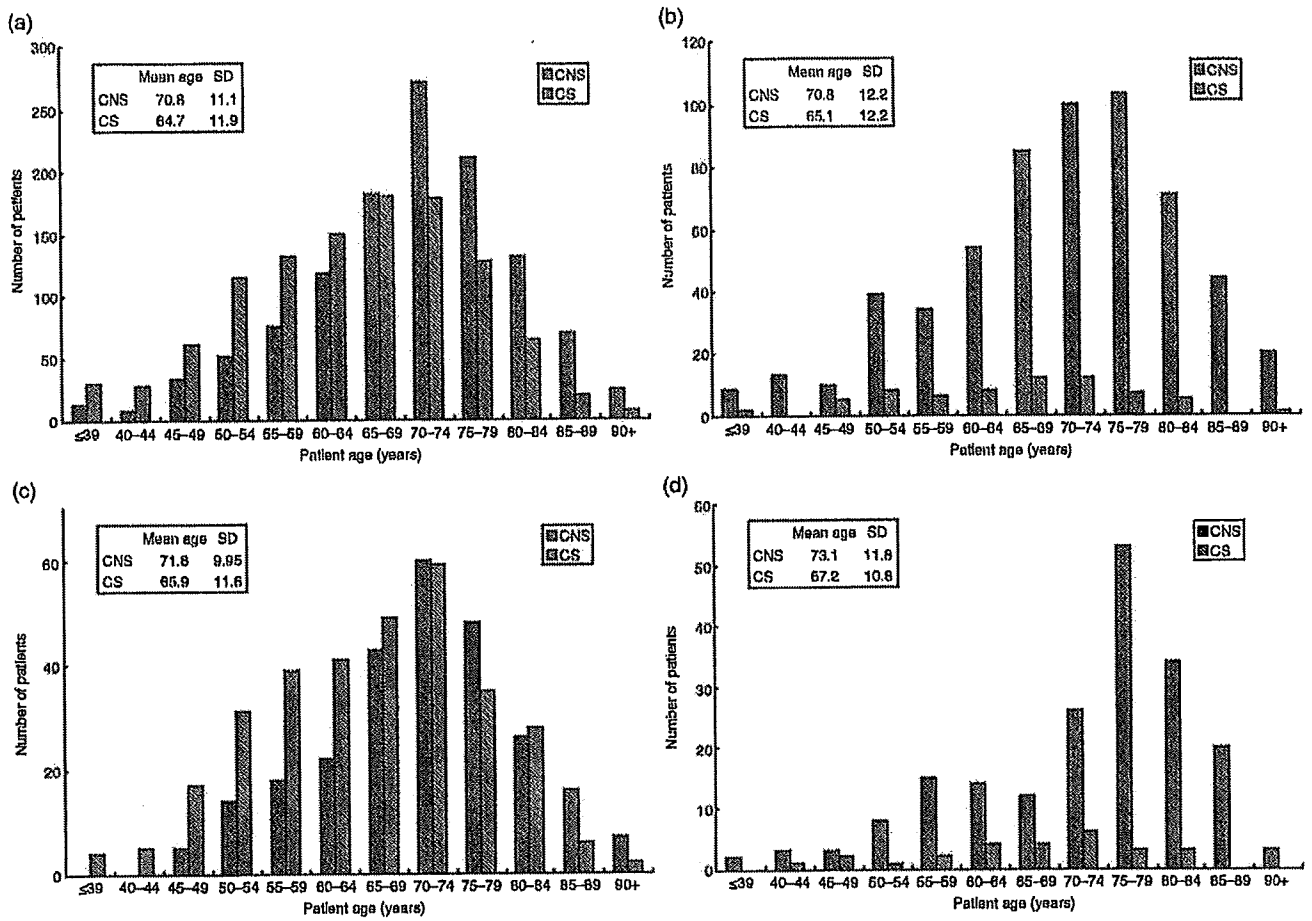 (a)
300
250
200
150
100
50
0
Number of patients
Mean age SD
CNS 70.8 11.1
CS 64.7 11.9
CNS
CS
≤39 40–44 45–49 50–54 55–59 60–64 65–69 70–74 75–79 80–84 85–89 90+
Patient age (years)
(b)
120
100
80
60
40
20
0
Number of patients
Mean age SD
CNS 70.8 12.2
CS 65.1 12.2
CNS
CS
≤39 40–44 45–49 50–54 55–59 60–64 65–69 70–74 75–79 80–84 85–89 90+
Patient age (years)
(c)
60
40
20
0
Number of patients
Mean age SD
CNS 71.8 9.95
CS 65.9 11.6
CNS
CS
≤39 40–44 45–49 50–54 55–59 60–64 65–69 70–74 75–79 80–84 85–89 90+
Patient age (years)
(d)
60
50
40
30
20
10
0
Number of patients
Mean age SD
CNS 73.1 11.8
CS 67.2 10.8
CNS
CS
≤39 40–44 45–49 50–54 55–59 60–64 65–69 70–74 75–79 80–84 85–89 90+
Patient age (years)